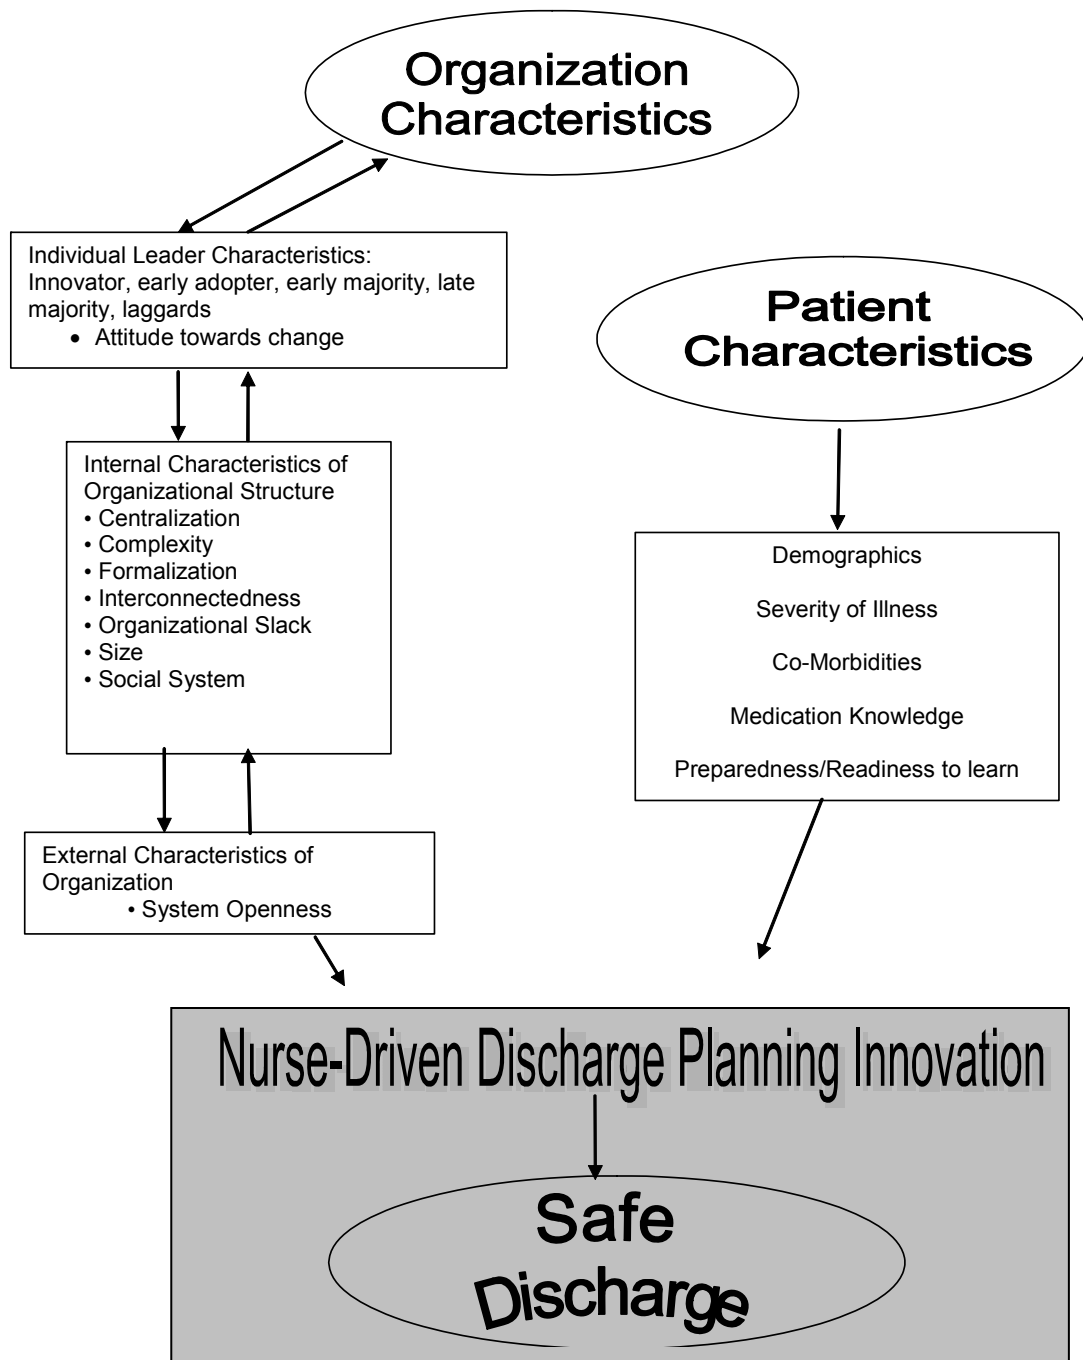 Organization
Characteristics
Individual Leader Characteristics:
Innovator, early adopter, early majority, late
majority, laggards
• Attitude towards change
Internal Characteristics of
Organizational Structure
• Centralization
• Complexity
• Formalization
• Interconnectedness
• Organizational Slack
• Size
• Social System
External Characteristics of
Organization
• System Openness
Patient
Characteristics
Demographics
Severity of Illness
Co-Morbidities
Medication Knowledge
Preparedness/Readiness to learn
Nurse-Driven Discharge Planning Innovation
Safe
Discharge